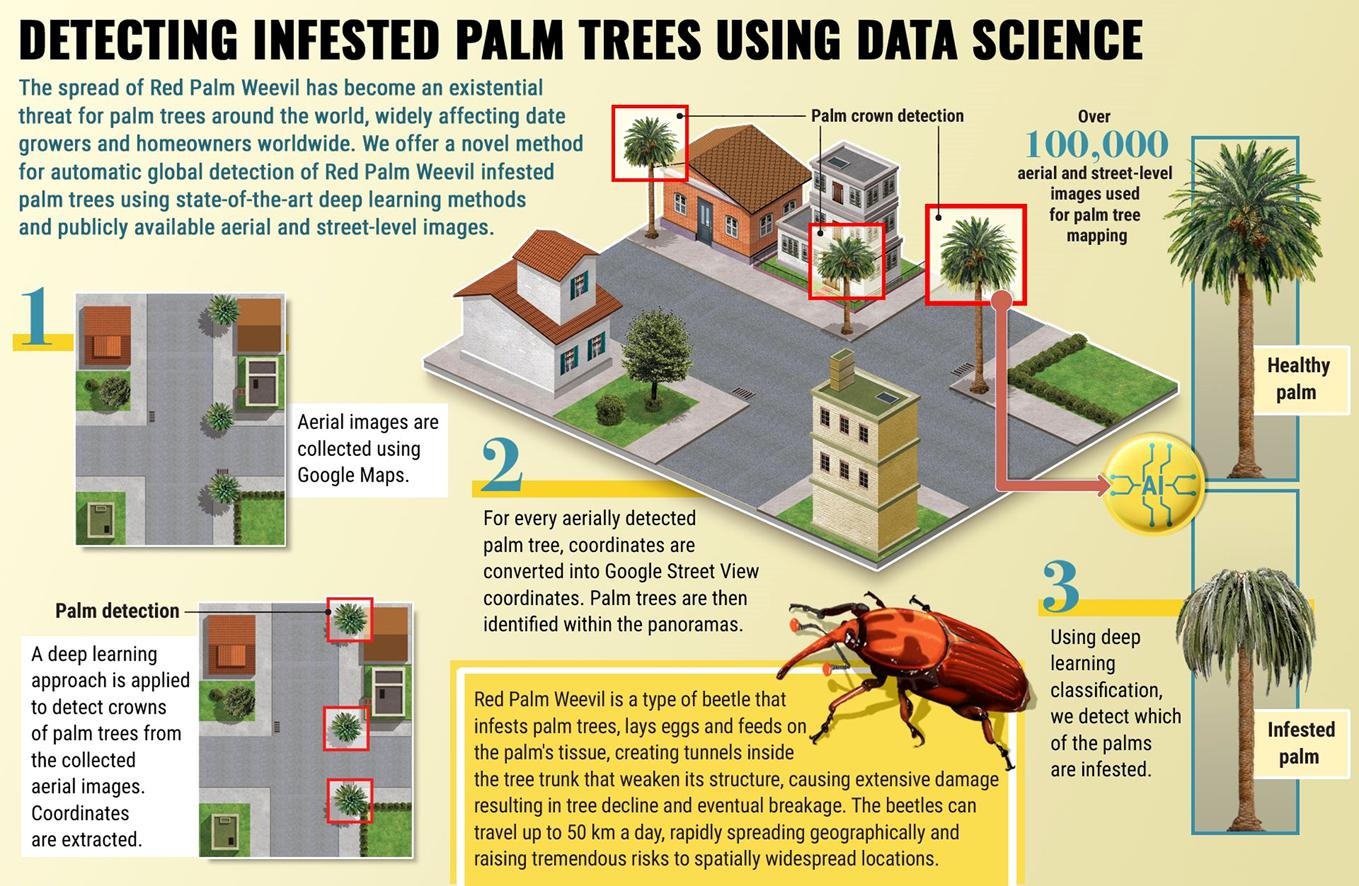 DETECTING INFESTED PALM TREES USING DATA SCIENCE
The spread of Red Palm Weevil has become an existential
threat for palm trees around the world, widely affecting date
growers and homeowners worldwide. We offer a novel method
for automatic global detection of Red Palm Weevil infested
palm trees using state-of-the-art deep learning methods
and publicly available aerial and street-level images.
Palm crown detection
Over
100,000
aerial and street-level
images used
for palm tree
mapping
Healthy
palm
1
Aerial images are
collected using
Google Maps.
Palm detection
A deep learning
approach is applied
to detect crowns
of palm trees from
the collected
aerial images.
Coordinates
are extracted.
2
For every aerially detected
palm tree, coordinates are
converted into Google Street View
coordinates. Palm trees are then
identified within the panoramas.
AI
3
Using deep
learning
classification,
we detect which
of the palms
are infested.
Infested
palm
Red Palm Weevil is a type of beetle that
infests palm trees, lays eggs and feeds on
the palm's tissue, creating tunnels inside
the tree trunk that weaken its structure, causing extensive damage
resulting in tree decline and eventual breakage. The beetles can
travel up to 50 km a day, rapidly spreading geographically and
raising tremendous risks to spatially widespread locations.